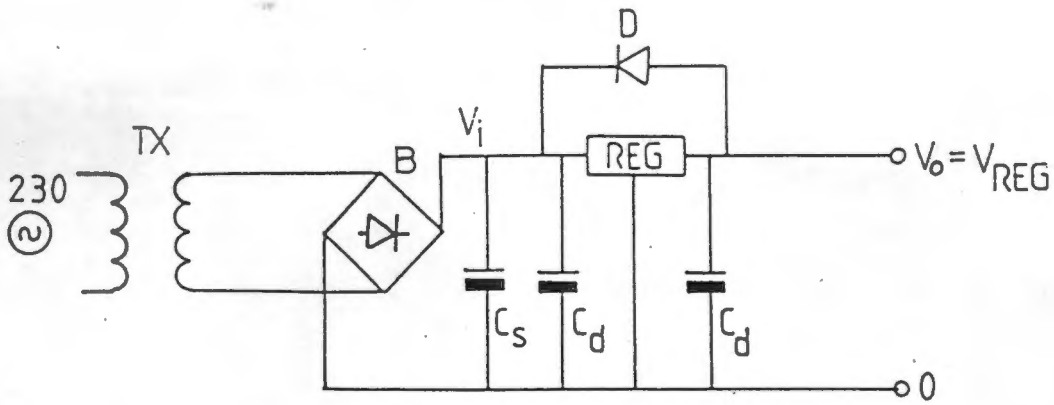 D
TX
V_i
B
REG
V_o = V_REG
230
C_s
C_d
C_d
0